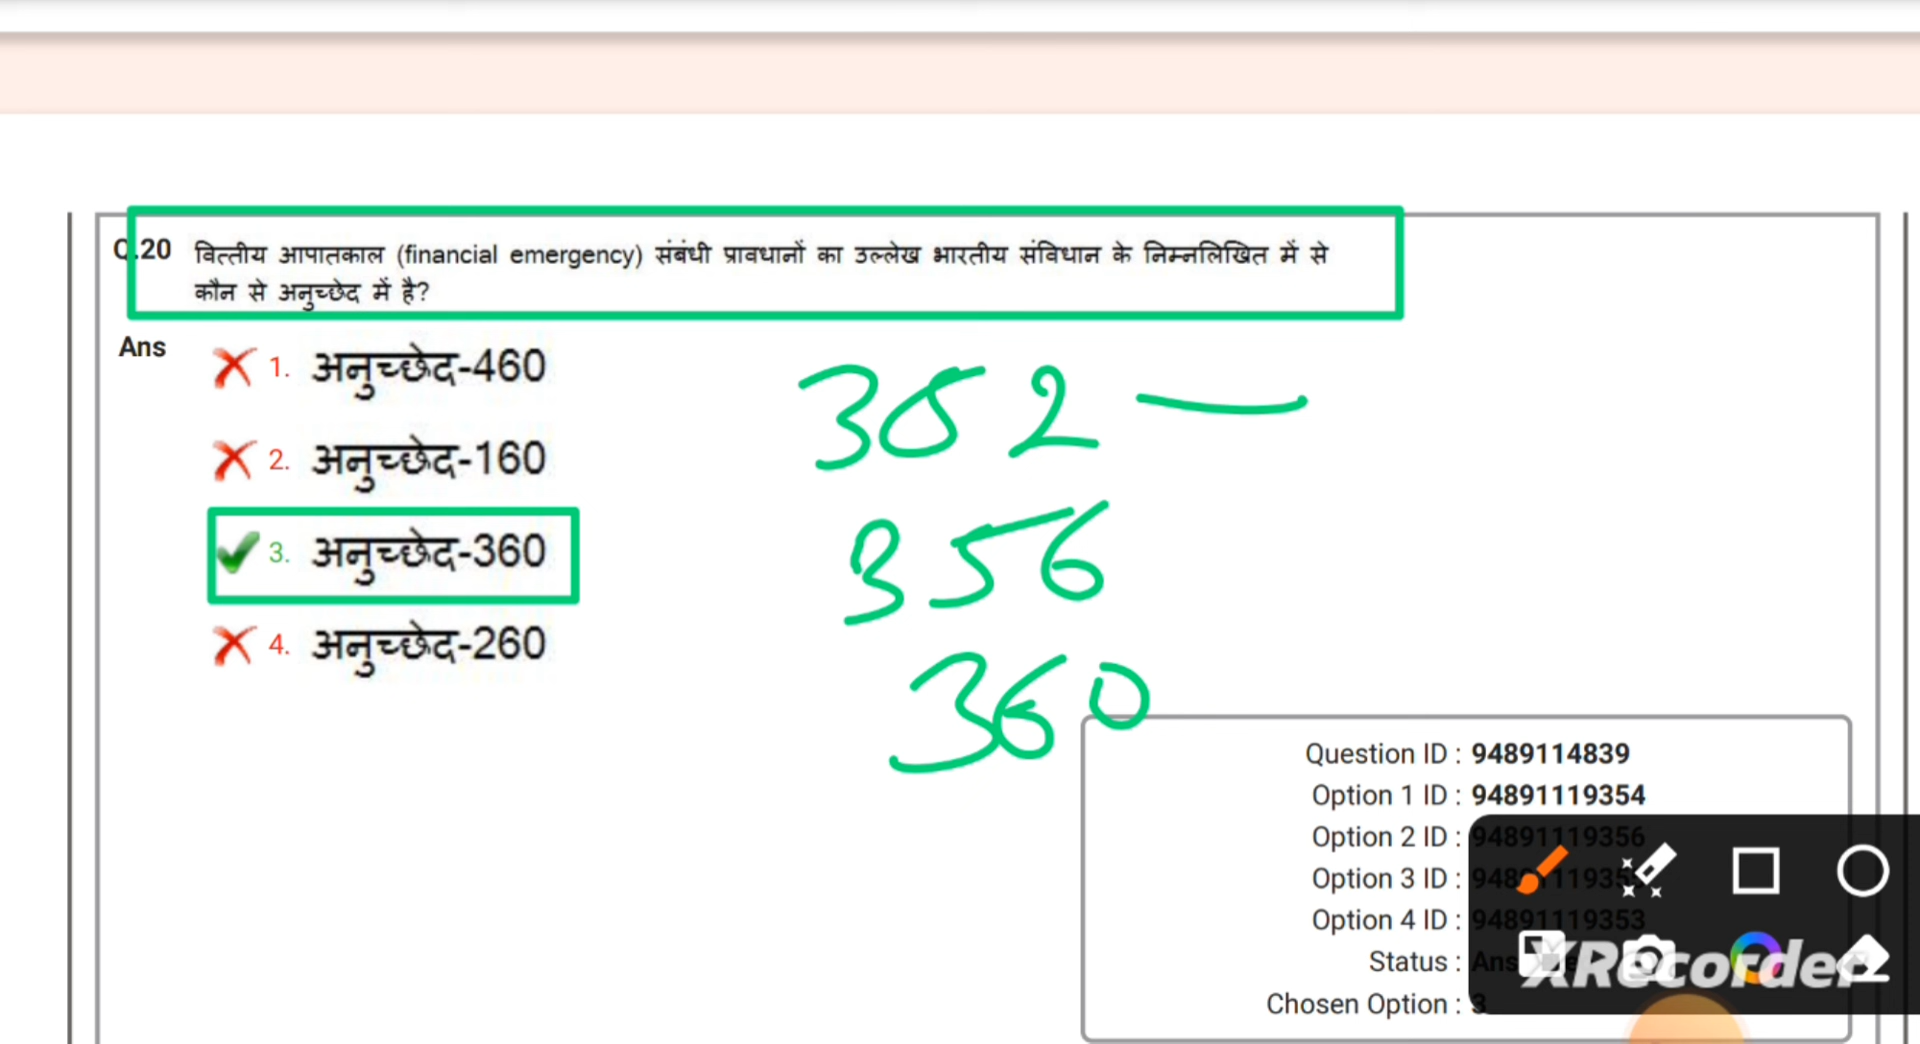 Q.20 वित्तीय आपातकाल (financial emergency) संबंधी प्रावधानों का उल्लेख भारतीय संविधान के निम्नलिखित में से
कौन से अनुच्छेद में है?
Ans
1. अनुच्छेद-460
2. अनुच्छेद-160
3. अनुच्छेद-360
4. अनुच्छेद-260
352 —
356
360
Question ID : 9489114839
Option 1 ID : 94891119354
Option 2 ID : 94891119356
Option 3 ID :
Option 4 ID : 94891119353
Status :
Chosen Option : 3
XRecorder